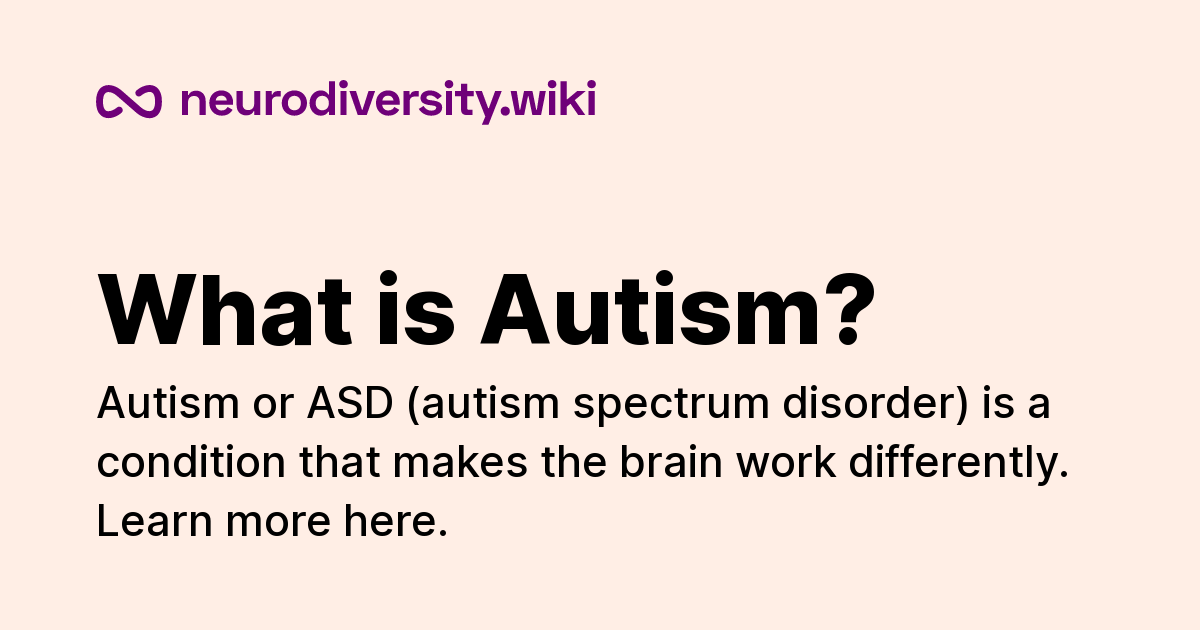 neurodiversity.wiki
What is Autism?
Autism or ASD (autism spectrum disorder) is a
condition that makes the brain work differently.
Learn more here.